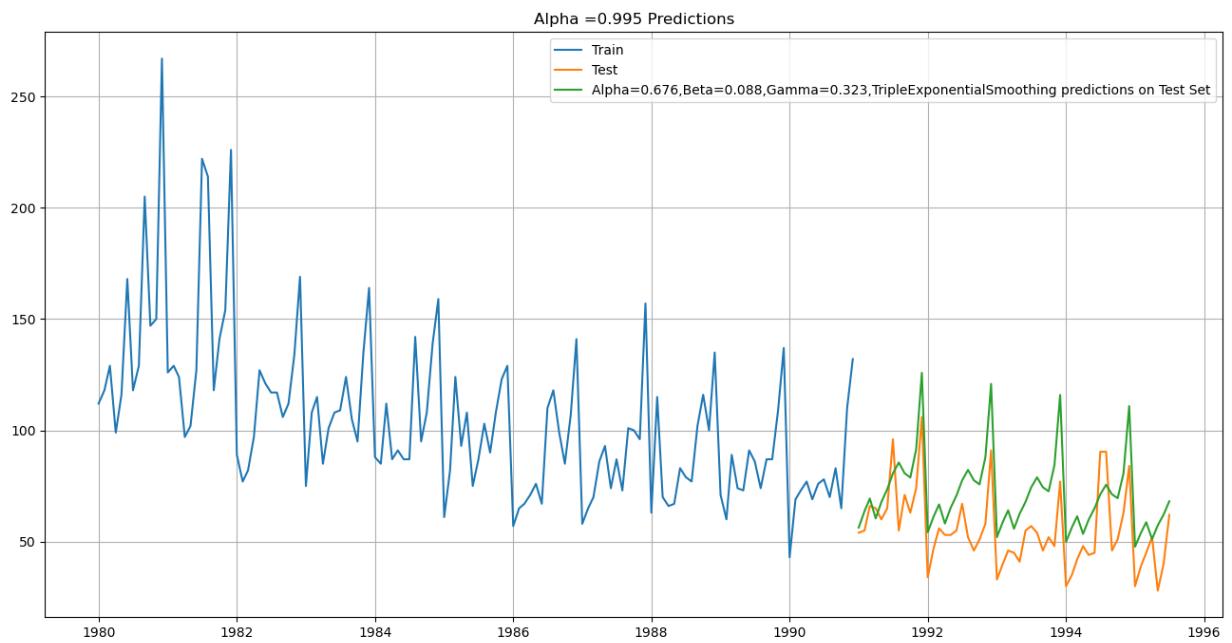 Alpha =0.995 Predictions
Train
Test
Alpha=0.676,Beta=0.088,Gamma=0.323,TripleExponentialSmoothing predictions on Test Set
250
200
150
100
50
1980 1982 1984 1986 1988 1990 1992 1994 1996